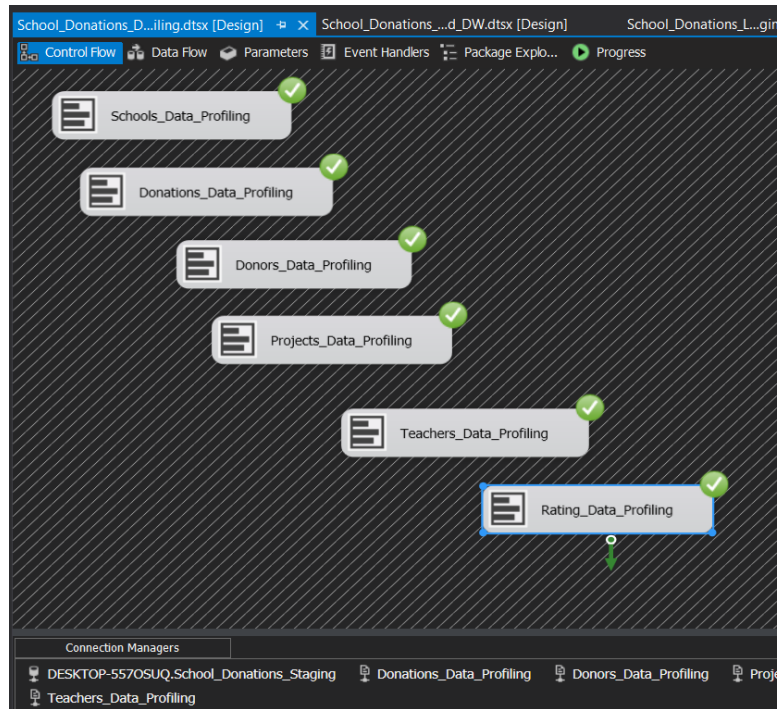 School_Donations_D...iling.dtsx [Design] School_Donations_...d_DW.dtsx [Design] School_Donations_L...gin
Control Flow Data Flow Parameters Event Handlers Package Explo... Progress
Schools_Data_Profiling
Donations_Data_Profiling
Donors_Data_Profiling
Projects_Data_Profiling
Teachers_Data_Profiling
Rating_Data_Profiling
Connection Managers
DESKTOP-557OSUQ.School_Donations_Staging Donations_Data_Profiling Donors_Data_Profiling Proje
Teachers_Data_Profiling